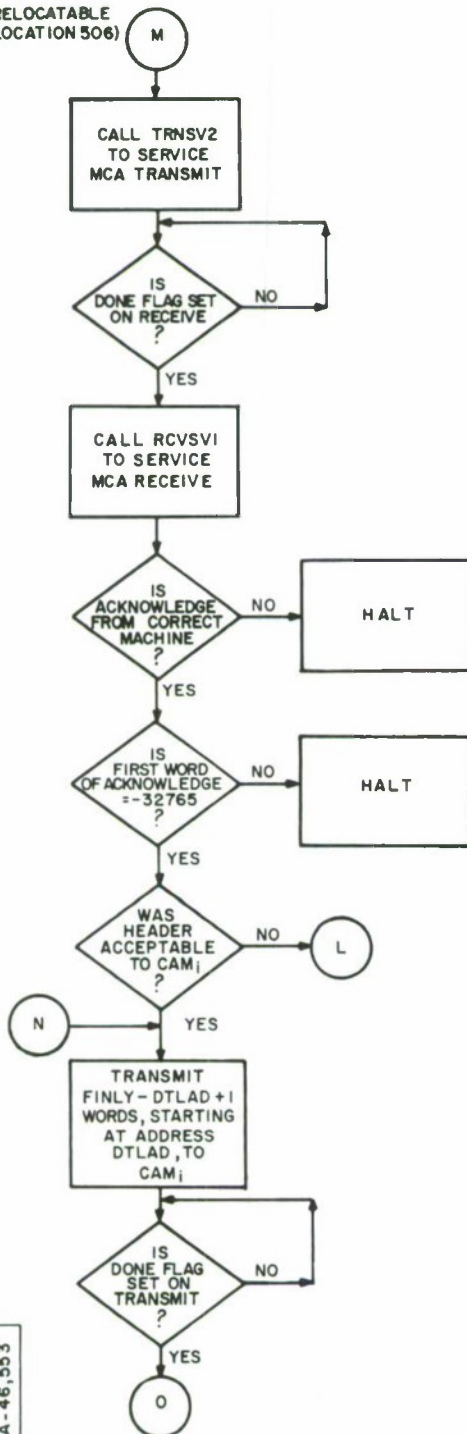 RELOCATABLE
LOCATION 506)
M
CALL TRNSV2
TO SERVICE
MCA TRANSMIT
IS
DONE FLAG SET
ON RECEIVE
?
NO
YES
CALL RCVSV1
TO SERVICE
MCA RECEIVE
IS
ACKNOWLEDGE
FROM CORRECT
MACHINE
?
NO
HALT
YES
IS
FIRST WORD
OF ACKNOWLEDGE
=-32765
?
NO
HALT
YES
WAS
HEADER
ACCEPTABLE
TO CAMi
?
NO
L
N
YES
TRANSMIT
FINLY-DTLAD+1
WORDS, STARTING
AT ADDRESS
DTLAD, TO
CAMi
IS
DONE FLAG
SET ON
TRANSMIT
?
NO
YES
O
A-46,553